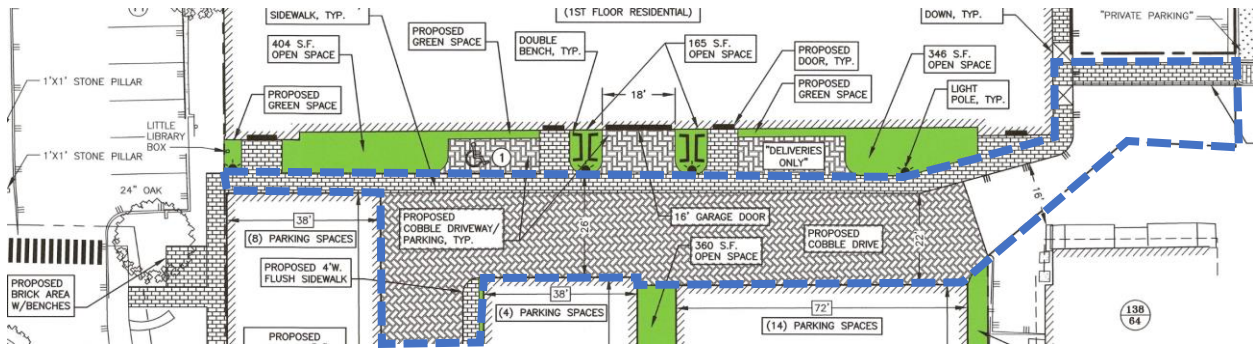 SIDEWALK, TYP.
(1ST FLOOR RESIDENTIAL)
DOWN, TYP.
"PRIVATE PARKING"
404 S.F.
OPEN SPACE
PROPOSED
GREEN SPACE
DOUBLE
BENCH, TYP.
165 S.F.
OPEN SPACE
PROPOSED
DOOR, TYP.
346 S.F.
OPEN SPACE
1'X1' STONE PILLAR
PROPOSED
GREEN SPACE
18'
PROPOSED
GREEN SPACE
LIGHT
POLE, TYP.
LITTLE
LIBRARY
BOX
1'X1' STONE PILLAR
1
"DELIVERIES
ONLY"
24" OAK
16'
38'
(8) PARKING SPACES
PROPOSED
COBBLE DRIVEWAY/
PARKING, TYP.
26'
16' GARAGE DOOR
PROPOSED
COBBLE DRIVE
22'
360 S.F.
OPEN SPACE
PROPOSED 4'W.
FLUSH SIDEWALK
PROPOSED
BRICK AREA
W/BENCHES
38'
(4) PARKING SPACES
72'
(14) PARKING SPACES
138
64
PROPOSED